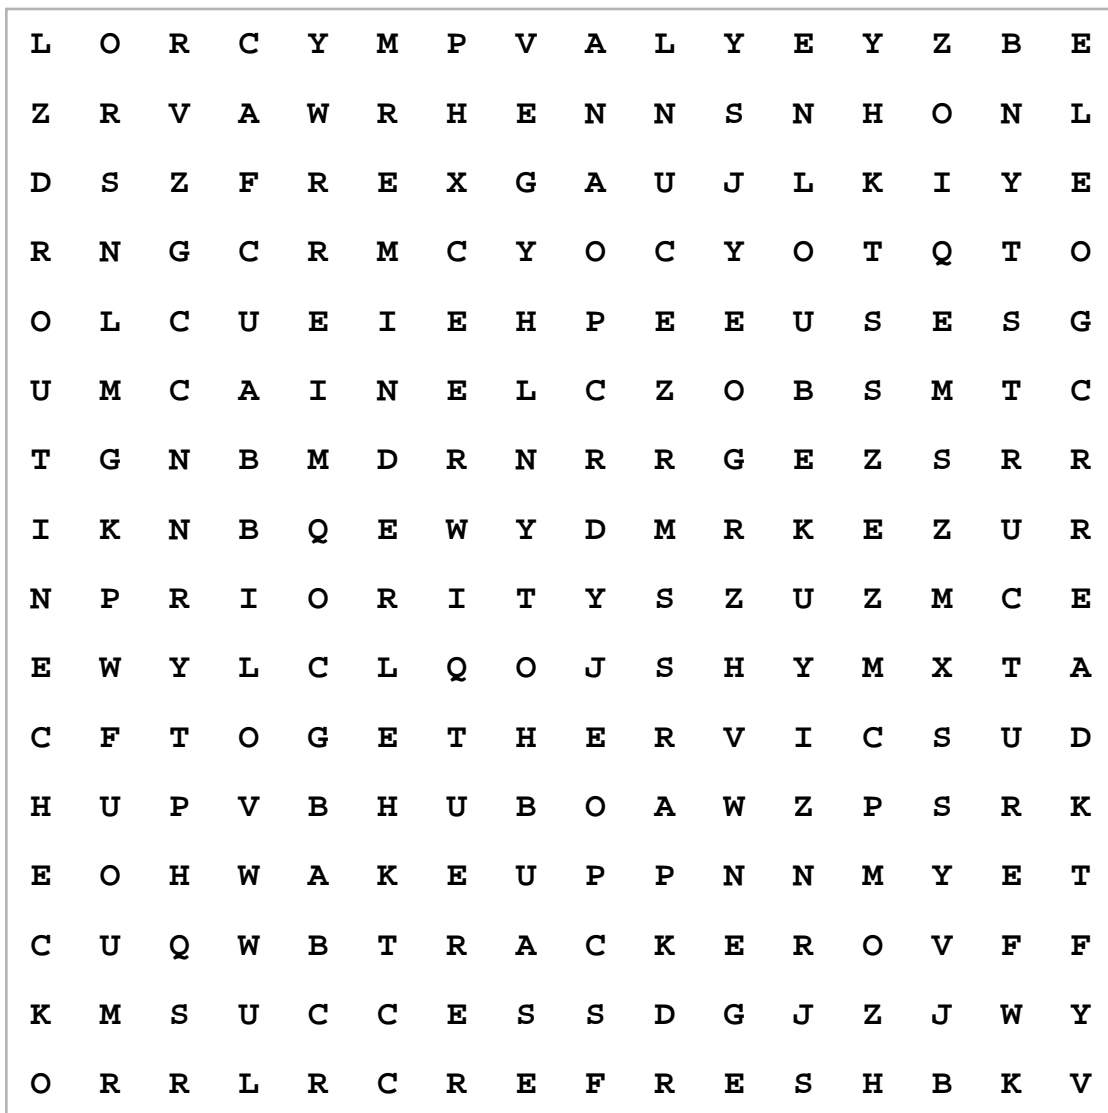 L O R C Y M P V A L Y E Y Z B E
Z R V A W R H E N N S N H O N L
D S Z F R E X G A U J L K I Y E
R N G C R M C Y O C Y O T Q T O
O L C U E I E H P E E U S E S G
U M C A I N E L C Z O B S M T C
T G N B M D R N R R G E Z S R R
I K N B Q E W Y D M R K E Z U R
N P R I O R I T Y S Z U Z M C E
E W Y L C L Q O J S H Y M X T A
C F T O G E T H E R V I C S U D
H U P V B H U B O A W Z P S R K
E O H W A K E U P P N N M Y E T
C U Q W B T R A C K E R O V F F
K M S U C C E S S D G J Z J W Y
O R R L R C R E F R E S H B K V